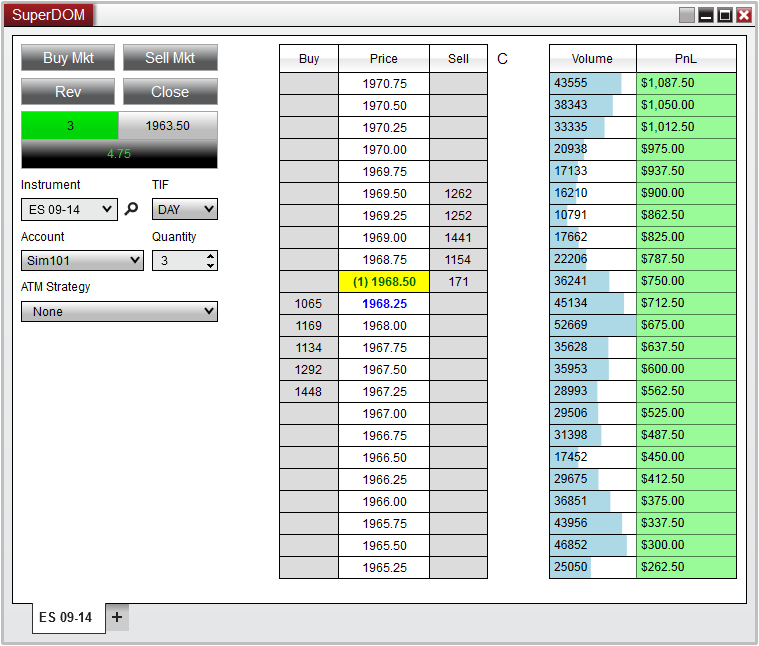 SuperDOM
Buy Mkt Sell Mkt
Rev Close
3 1963.50
4.75
Instrument TIF
ES 09-14 DAY
Account Quantity
Sim101 3
ATM Strategy
None
Buy Price Sell C Volume PnL
1970.75 43555 $1,087.50
1970.50 38343 $1,050.00
1970.25 33335 $1,012.50
1970.00 20938 $975.00
1969.75 17133 $937.50
1969.50 1262 16210 $900.00
1969.25 1252 10791 $862.50
1969.00 1441 17662 $825.00
1968.75 1154 22206 $787.50
(1) 1968.50 171 36241 $750.00
1065 1968.25 45134 $712.50
1169 1968.00 52669 $675.00
1134 1967.75 35628 $637.50
1292 1967.50 35953 $600.00
1448 1967.25 28993 $562.50
1967.00 29506 $525.00
1966.75 31398 $487.50
1966.50 17452 $450.00
1966.25 29675 $412.50
1966.00 36851 $375.00
1965.75 43956 $337.50
1965.50 46852 $300.00
1965.25 25050 $262.50
ES 09-14 +